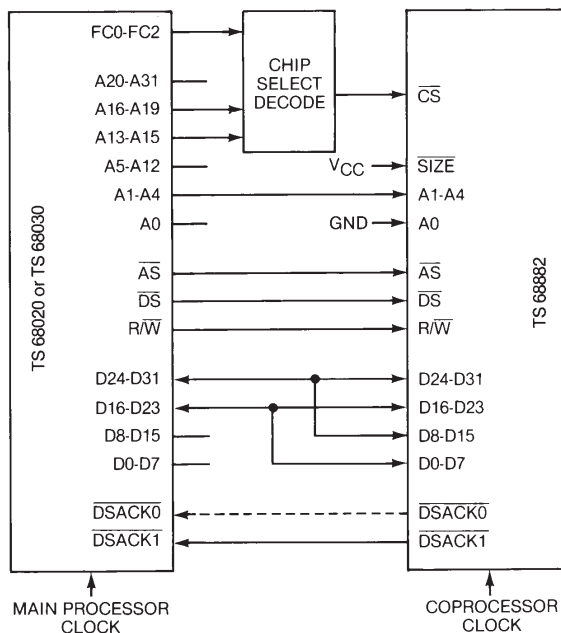 FC0-FC2
A20-A31
A16-A19
A13-A15
A5-A12
A1-A4
A0
AS
DS
R/W
D24-D31
D16-D23
D8-D15
D0-D7
DSACK0
DSACK1
TS 68020 or TS 68030
MAIN PROCESSOR
CLOCK
CHIP
SELECT
DECODE
VCC
GND
CS
SIZE
A1-A4
A0
AS
DS
R/W
D24-D31
D16-D23
D8-D15
D0-D7
DSACK0
DSACK1
TS 68882
COPROCESSOR
CLOCK